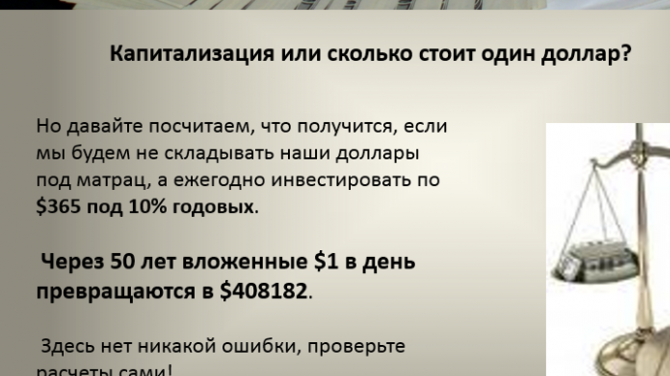 Капитализация или сколько стоит один доллар?
Но давайте посчитаем, что получится, если
мы будем не складывать наши доллары
под матрац, а ежегодно инвестировать по
$365 под 10% годовых.
Через 50 лет вложенные $1 в день
превращаются в $408182.
Здесь нет никакой ошибки, проверьте
расчеты сами!